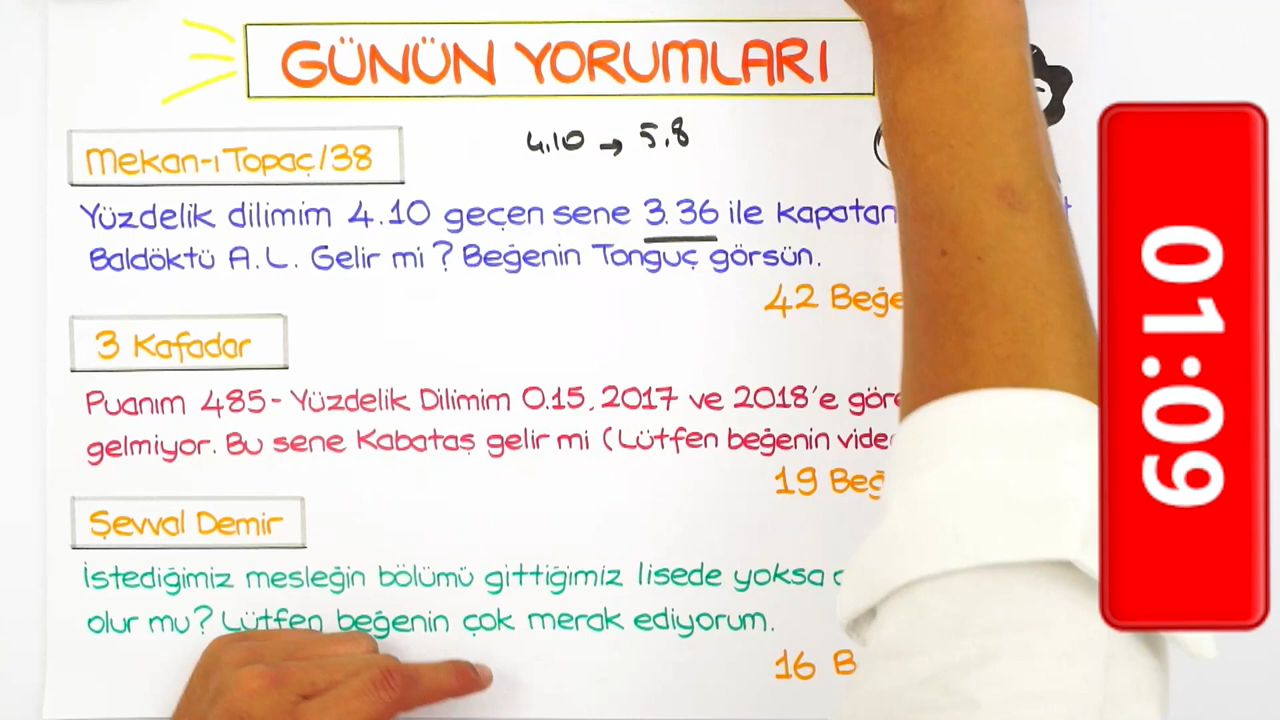 GÜNÜN YORUMLARI
4.10 → 5.8
Mekan-ı Topaç/38
Yüzdelik dilimim 4.10 geçen sene 3.36 ile kapatan
Baldöktü A.L. Gelir mi? Beğenin Tonguç görsün.
42
3 Kafadar
Puanım 485- Yüzdelik Dilimim 0.15. 2017 ve 2018'e göre
gelmiyor. Bu sene Kabataş gelir mi (Lütfen beğenin
19
Şevval Demir
İstediğimiz mesleğin bölümü gittiğimiz lisede yoksa
olur mu? Lütfen beğenin çok merak ediyorum.
16
01:09